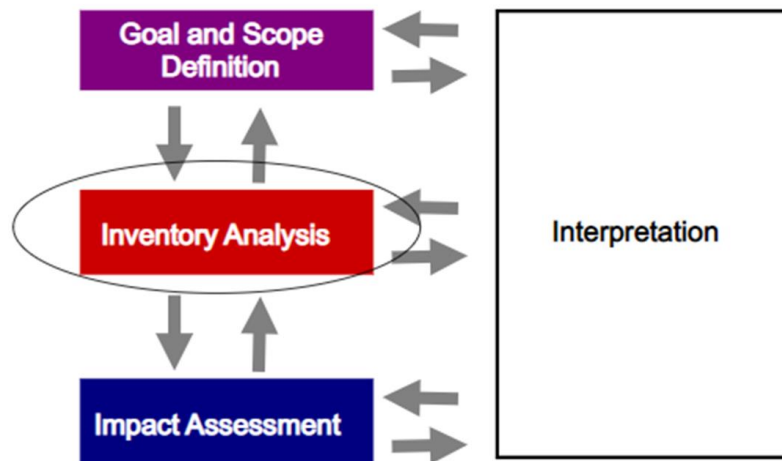 Goal and Scope
Definition
Inventory Analysis
Interpretation
Impact Assessment